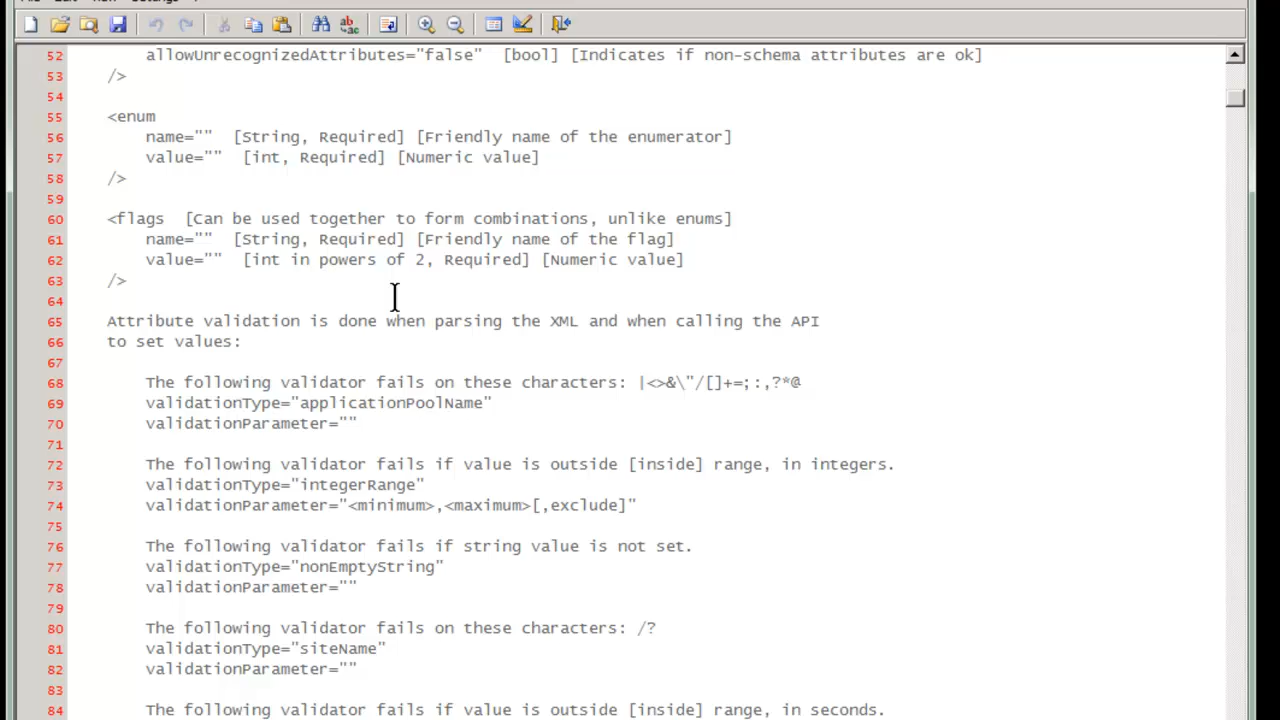 52 allowUnrecognizedAttributes="false" [bool] [Indicates if non-schema attributes are ok]
53 />
54
55 <enum
56 name="" [String, Required] [Friendly name of the enumerator]
57 value="" [int, Required] [Numeric value]
58 />
59
60 <flags [Can be used together to form combinations, unlike enums]
61 name="" [String, Required] [Friendly name of the flag]
62 value="" [int in powers of 2, Required] [Numeric value]
63 />
64
65 Attribute validation is done when parsing the XML and when calling the API
66 to set values:
67
68 The following validator fails on these characters: |<>&\"/[]+=;:,?*@
69 validationType="applicationPoolName"
70 validationParameter=""
71
72 The following validator fails if value is outside [inside] range, in integers.
73 validationType="integerRange"
74 validationParameter="<minimum>,<maximum>[,exclude]"
75
76 The following validator fails if string value is not set.
77 validationType="nonEmptyString"
78 validationParameter=""
79
80 The following validator fails on these characters: /?
81 validationType="siteName"
82 validationParameter=""
83
84 The following validator fails if value is outside [inside] range, in seconds.